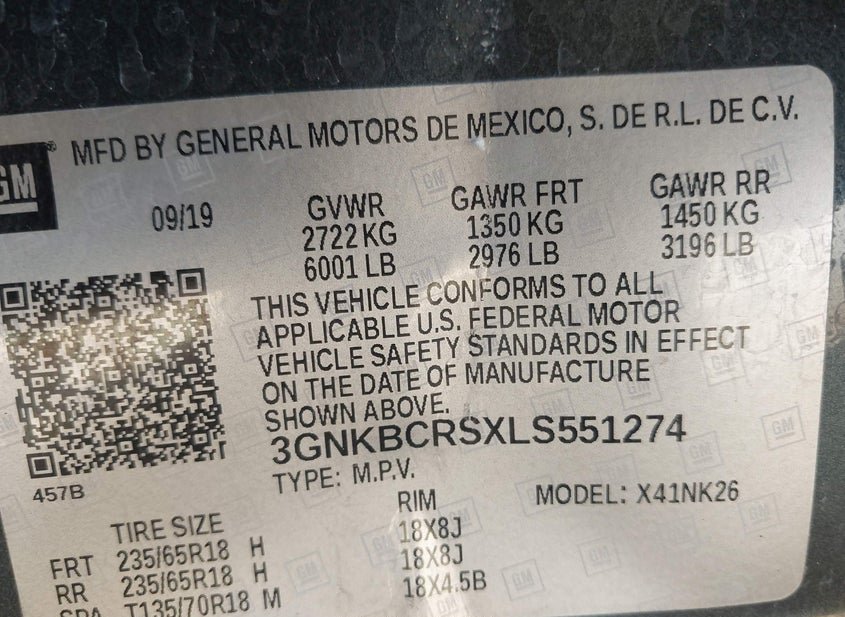 GM
MFD BY GENERAL MOTORS DE MEXICO, S. DE R.L. DE C.V.
09/19
GVWR GAWR FRT GAWR RR
2722 KG 1350 KG 1450 KG
6001 LB 2976 LB 3196 LB
THIS VEHICLE CONFORMS TO ALL
APPLICABLE U.S. FEDERAL MOTOR
VEHICLE SAFETY STANDARDS IN EFFECT
ON THE DATE OF MANUFACTURE
SHOWN ABOVE.
3GNKBCRSXLS551274
457B
TYPE: M.P.V.
MODEL: X41NK26
TIRE SIZE RIM
FRT 235/65R18 H 18X8J
RR 235/65R18 H 18X8J
SPA T135/70R18 M 18X4.5B